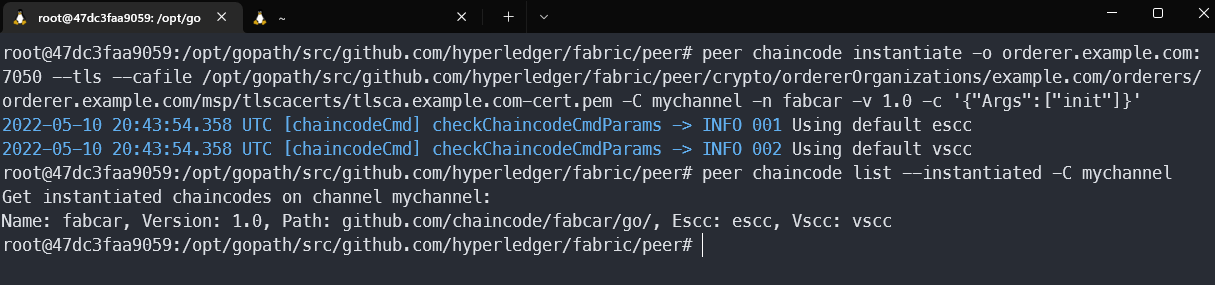 root@47dc3faa9059: /opt/go
~
root@47dc3faa9059:/opt/gopath/src/github.com/hyperledger/fabric/peer# peer chaincode instantiate -o orderer.example.com:
7050 --tls --cafile /opt/gopath/src/github.com/hyperledger/fabric/peer/crypto/ordererOrganizations/example.com/orderers/
orderer.example.com/msp/tlscacerts/tlsca.example.com-cert.pem -C mychannel -n fabcar -v 1.0 -c '{"Args":["init"]}'
2022-05-10 20:43:54.358 UTC [chaincodeCmd] checkChaincodeCmdParams -> INFO 001 Using default escc
2022-05-10 20:43:54.358 UTC [chaincodeCmd] checkChaincodeCmdParams -> INFO 002 Using default vscc
root@47dc3faa9059:/opt/gopath/src/github.com/hyperledger/fabric/peer# peer chaincode list --instantiated -C mychannel
Get instantiated chaincodes on channel mychannel:
Name: fabcar, Version: 1.0, Path: github.com/chaincode/fabcar/go/, Escc: escc, Vscc: vscc
root@47dc3faa9059:/opt/gopath/src/github.com/hyperledger/fabric/peer#